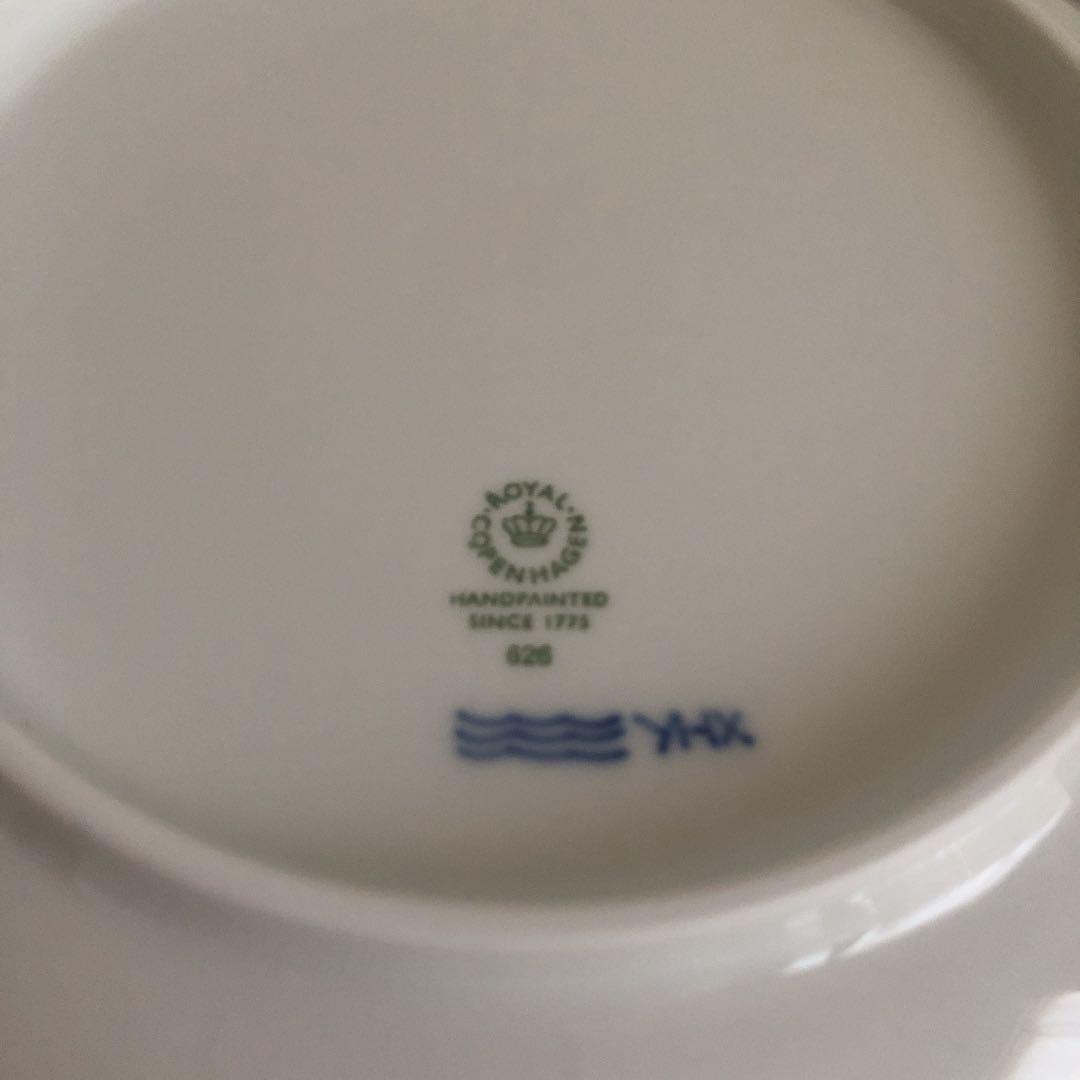 ROYAL COPENHAGEN
HANDPAINTED
SINCE 1775
626